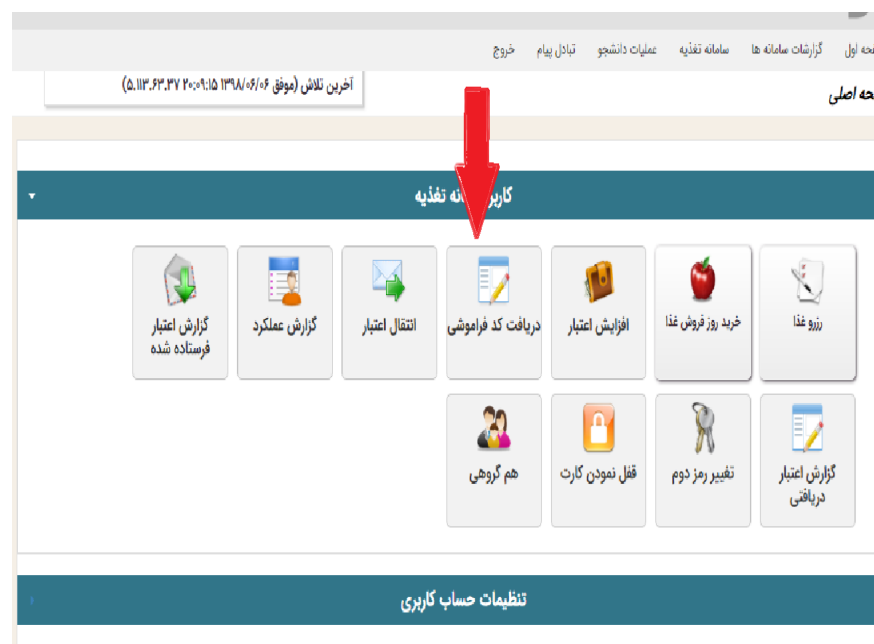 گزارشات سامانه ها سامانه تغذیه عملیات دانشجو تبادل پیام خروج
آخرین تلاش (موفق ۱۳۹۸/۰۶/۰۶ ۲۰:۰۹:۱۵ ۵.۱۱۳.۶۳.۳۷)
اصلی
تغذیه
رزرو غذا
خرید روز فروش غذا
افزایش اعتبار
دریافت کد فراموشی
انتقال اعتبار
گزارش عملکرد
گزارش اعتبار
فرستاده شده
گزارش اعتبار
دریافتی
تغییر رمز دوم
قفل نمودن کارت
هم گروهی
تنظیمات حساب کاربری